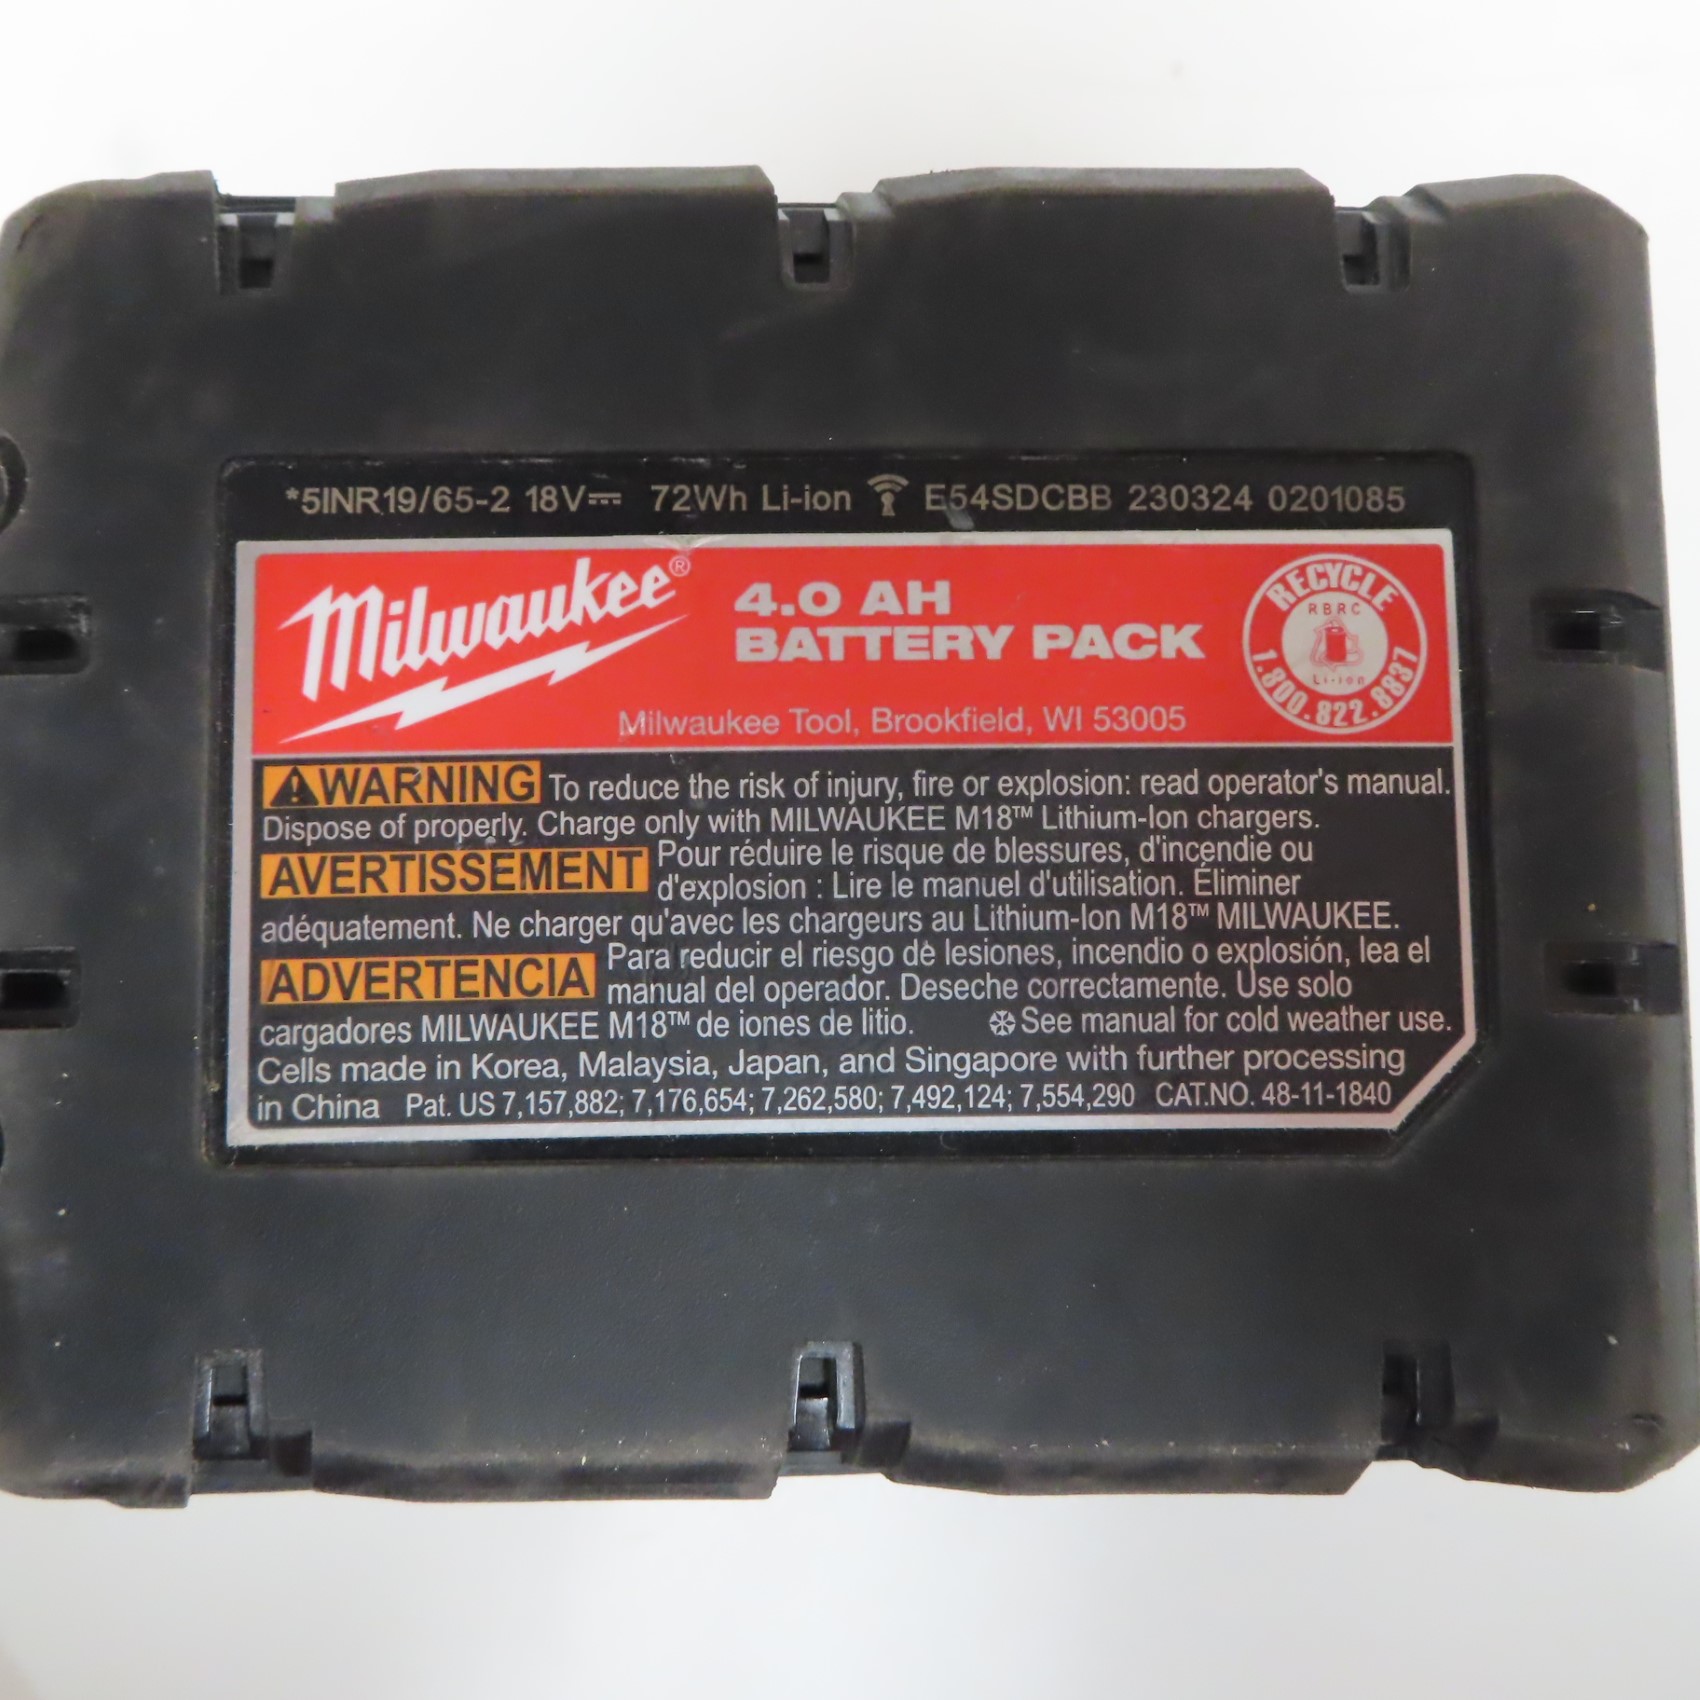 *5INR19/65-2 18V⎓ 72Wh Li-ion E54SDCBB 230324 0201085
Milwaukee®
4.0 AH
BATTERY PACK
Milwaukee Tool, Brookfield, WI 53005
RECYCLE
RBRC
Li-ion
1.800.822.8837
⚠WARNING To reduce the risk of injury, fire or explosion: read operator's manual.
Dispose of properly. Charge only with MILWAUKEE M18™ Lithium-Ion chargers.
AVERTISSEMENT Pour réduire le risque de blessures, d'incendie ou
d'explosion : Lire le manuel d'utilisation. Éliminer
adéquatement. Ne charger qu'avec les chargeurs au Lithium-Ion M18™ MILWAUKEE.
ADVERTENCIA Para reducir el riesgo de lesiones, incendio o explosión, lea el
manual del operador. Deseche correctamente. Use solo
cargadores MILWAUKEE M18™ de iones de litio. ❄See manual for cold weather use.
Cells made in Korea, Malaysia, Japan, and Singapore with further processing
in China Pat. US 7,157,882; 7,176,654; 7,262,580; 7,492,124; 7,554,290 CAT.NO. 48-11-1840